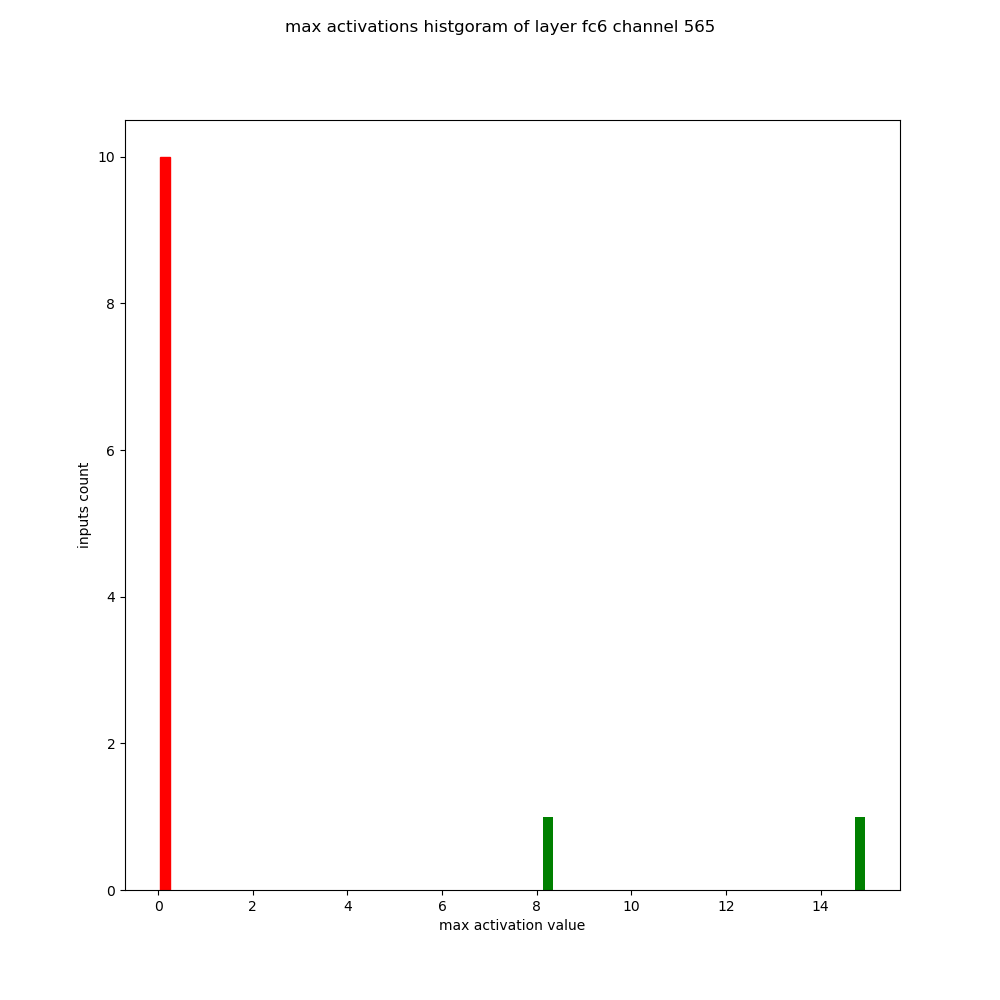 max activations histgoram of layer fc6 channel 565
10
8
6
4
2
0
inputs count
0 2 4 6 8 10 12 14
max activation value